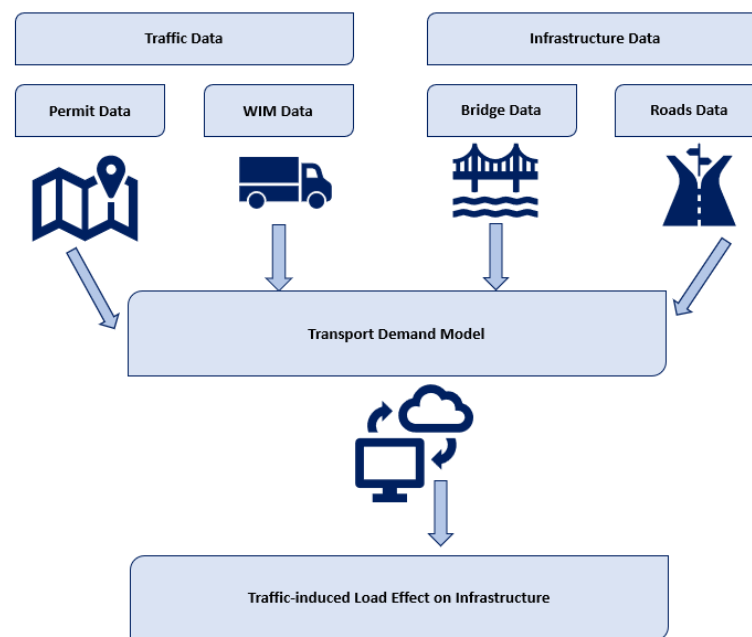 Traffic Data
Infrastructure Data
Permit Data
WIM Data
Bridge Data
Roads Data
Transport Demand Model
Traffic-induced Load Effect on Infrastructure